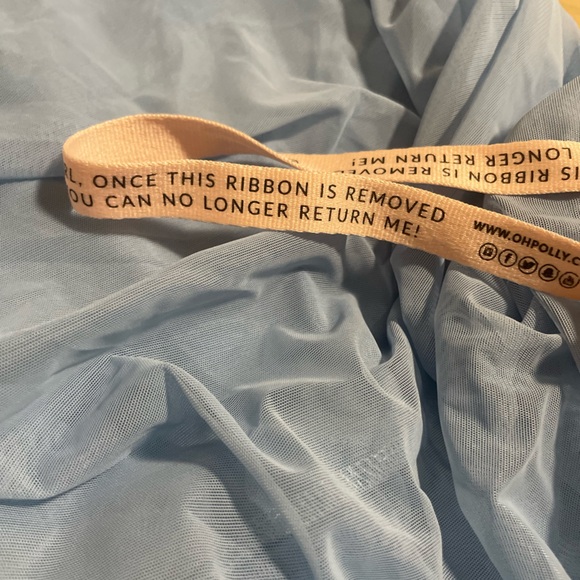 RL, ONCE THIS RIBBON IS REMOVED
YOU CAN NO LONGER RETURN ME!
WWW.OHPOLLY.C
IS RIBBON IS REMOVED
LONGER RETURN ME!